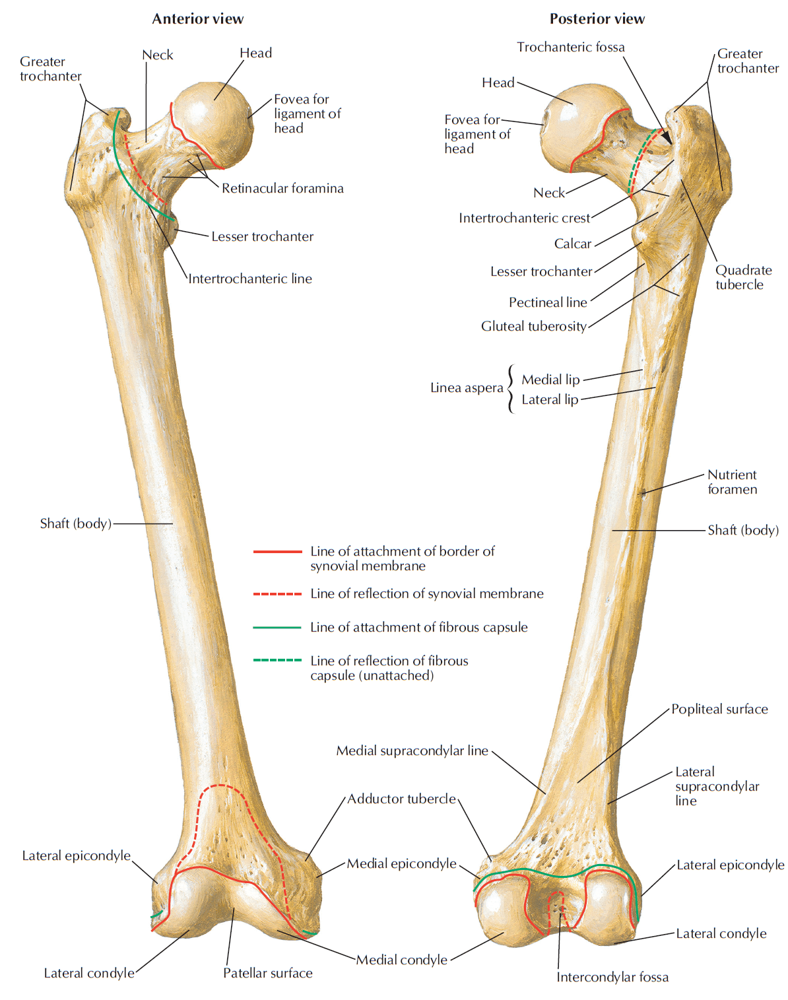 Anterior view
Greater
trochanter
Neck
Head
Fovea for
ligament of
head
Retinacular foramina
Lesser trochanter
Intertrochanteric line
Shaft (body)
Lateral epicondyle
Lateral condyle
Patellar surface
Line of attachment of border of
synovial membrane
Line of reflection of synovial membrane
Line of attachment of fibrous capsule
Line of reflection of fibrous
capsule (unattached)
Adductor tubercle
Medial epicondyle
Medial condyle
Posterior view
Trochanteric fossa
Greater
trochanter
Head
Fovea for
ligament of
head
Neck
Intertrochanteric crest
Calcar
Lesser trochanter
Quadrate
tubercle
Pectineal line
Gluteal tuberosity
Linea aspera
Medial lip
Lateral lip
Nutrient
foramen
Shaft (body)
Popliteal surface
Medial supracondylar line
Lateral
supracondylar
line
Lateral epicondyle
Lateral condyle
Intercondylar fossa